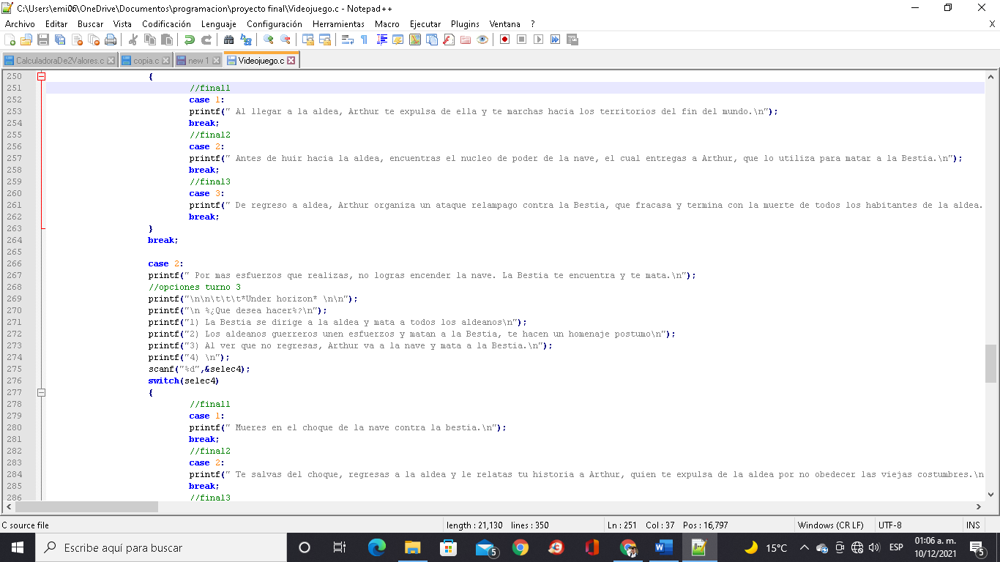 C:\Users\emi06\OneDrive\Documentos\programacion\proyecto final\Videojuego.c - Notepad++
Archivo Editar Buscar Vista Codificación Lenguaje Configuración Herramientas Macro Ejecutar Plugins Ventana ? X
CalculadoraDe2Valores.c copia.c new 1 Videojuego.c
250 {
251 //final1
252 case 1:
253 printf(" Al llegar a la aldea, Arthur te expulsa de ella y te marchas hacia los territorios del fin del mundo.\n");
254 break;
255 //final2
256 case 2:
257 printf(" Antes de huir hacia la aldea, encuentras el nucleo de poder de la nave, el cual entregas a Arthur, que lo utiliza para matar a la Bestia.\n");
258 break;
259 //final3
260 case 3:
261 printf(" De regreso a aldea, Arthur organiza un ataque relampago contra la Bestia, que fracasa y termina con la muerte de todos los habitantes de la aldea.
262 break;
263 }
264 break;
265
266 case 2:
267 printf(" Por mas esfuerzos que realizas, no logras encender la nave. La Bestia te encuentra y te mata.\n");
268 //opciones turno 3
269 printf("\n\n\t\t\t*Under horizon* \n\n");
270 printf("\n %¿Que desea hacer%?\n");
271 printf("1) La Bestia se dirige a la aldea y mata a todos los aldeanos\n");
272 printf("2) Los aldeanos guerreros unen esfuerzos y matan a la Bestia, te hacen un homenaje postumo\n");
273 printf("3) Al ver que no regresas, Arthur va a la nave y mata a la Bestia.\n");
274 printf("4) \n");
275 scanf("%d",&selec4);
276 switch(selec4)
277 {
278 //final1
279 case 1:
280 printf(" Mueres en el choque de la nave contra la bestia.\n");
281 break;
282 //final2
283 case 2:
284 printf(" Te salvas del choque, regresas a la aldea y le relatas tu historia a Arthur, quien te expulsa de la aldea por no obedecer las viejas costumbres.\n
285 break;
286 //final3
C source file length : 21,130 lines : 350 Ln : 251 Col : 37 Pos : 16,797 Windows (CR LF) UTF-8 INS
Escribe aquí para buscar 5 15°C ESP 01:06 a. m. 5
10/12/2021